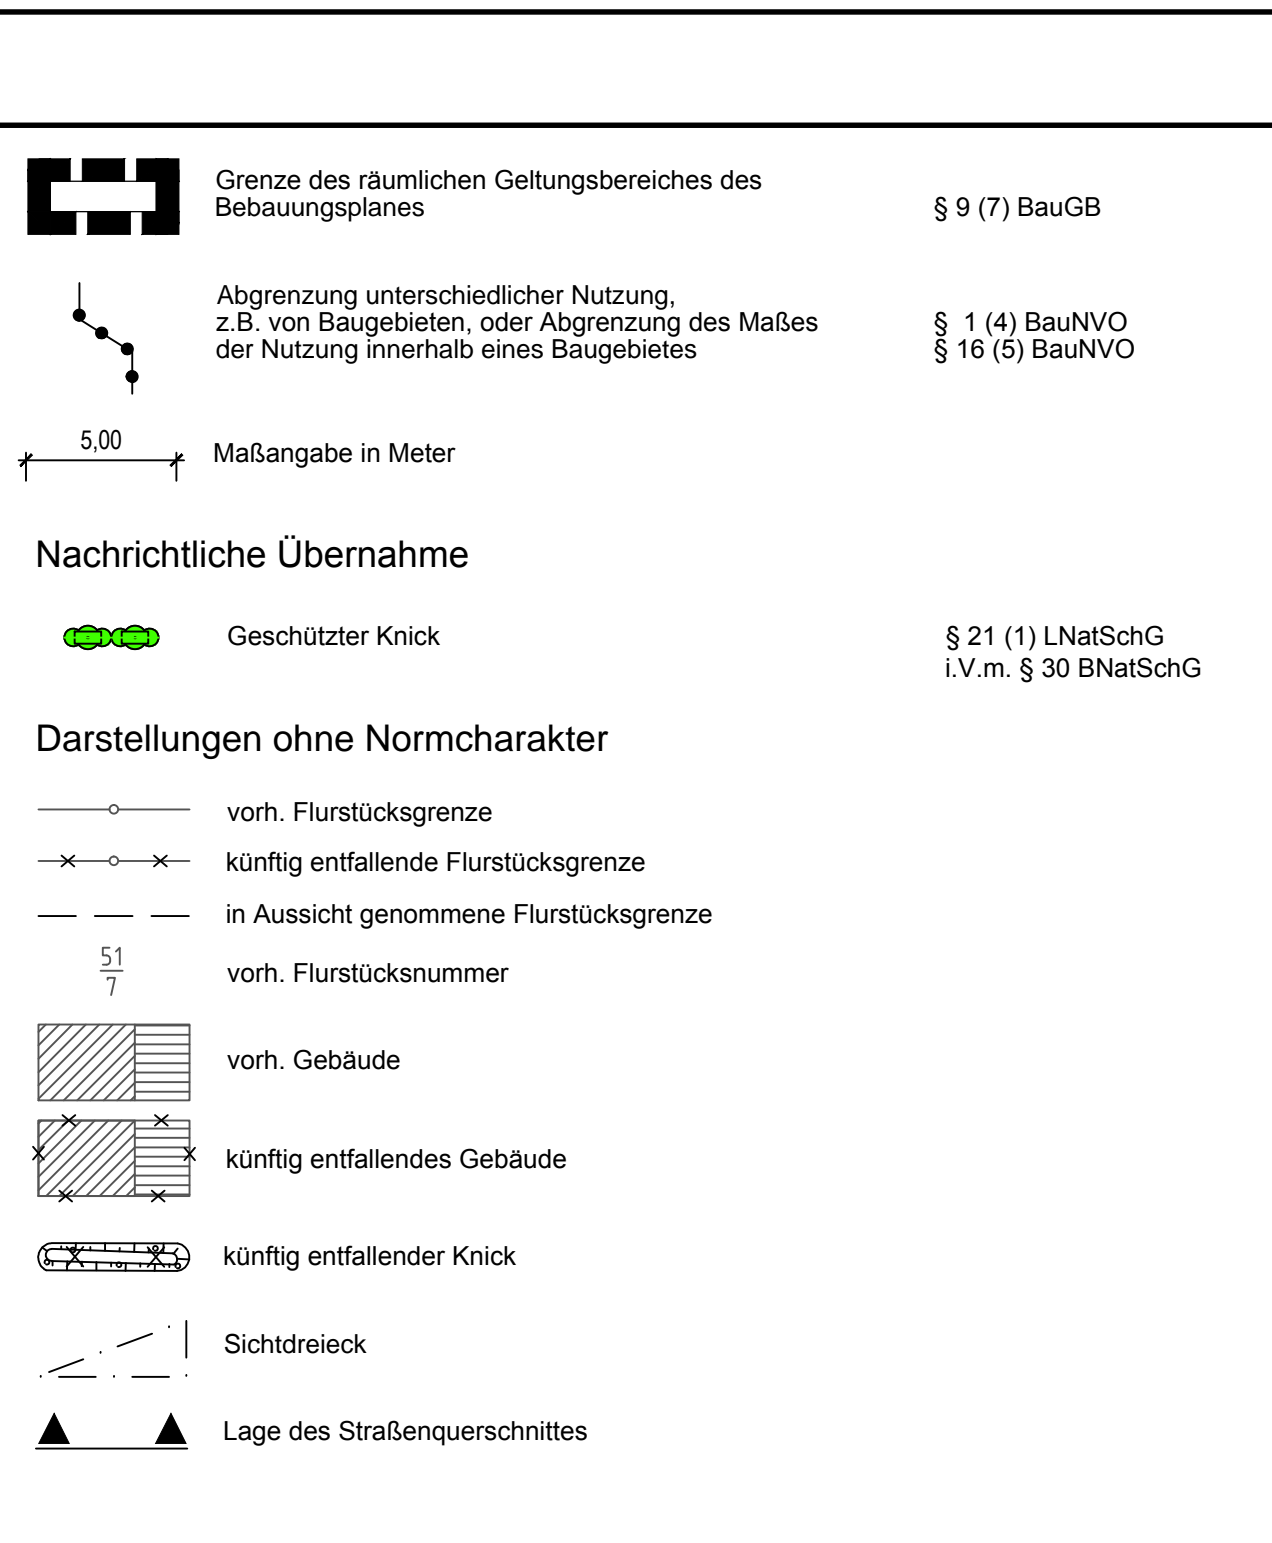 Grenze des räumlichen Geltungsbereiches des
Bebauungsplanes § 9 (7) BauGB
Abgrenzung unterschiedlicher Nutzung,
z.B. von Baugebieten, oder Abgrenzung des Maßes § 1 (4) BauNVO
der Nutzung innerhalb eines Baugebietes § 16 (5) BauNVO
5,00
Maßangabe in Meter
Nachrichtliche Übernahme
Geschützter Knick § 21 (1) LNatSchG
i.V.m. § 30 BNatSchG
Darstellungen ohne Normcharakter
vorh. Flurstücksgrenze
künftig entfallende Flurstücksgrenze
in Aussicht genommene Flurstücksgrenze
51
7
vorh. Flurstücksnummer
vorh. Gebäude
künftig entfallendes Gebäude
künftig entfallender Knick
Sichtdreieck
Lage des Straßenquerschnittes